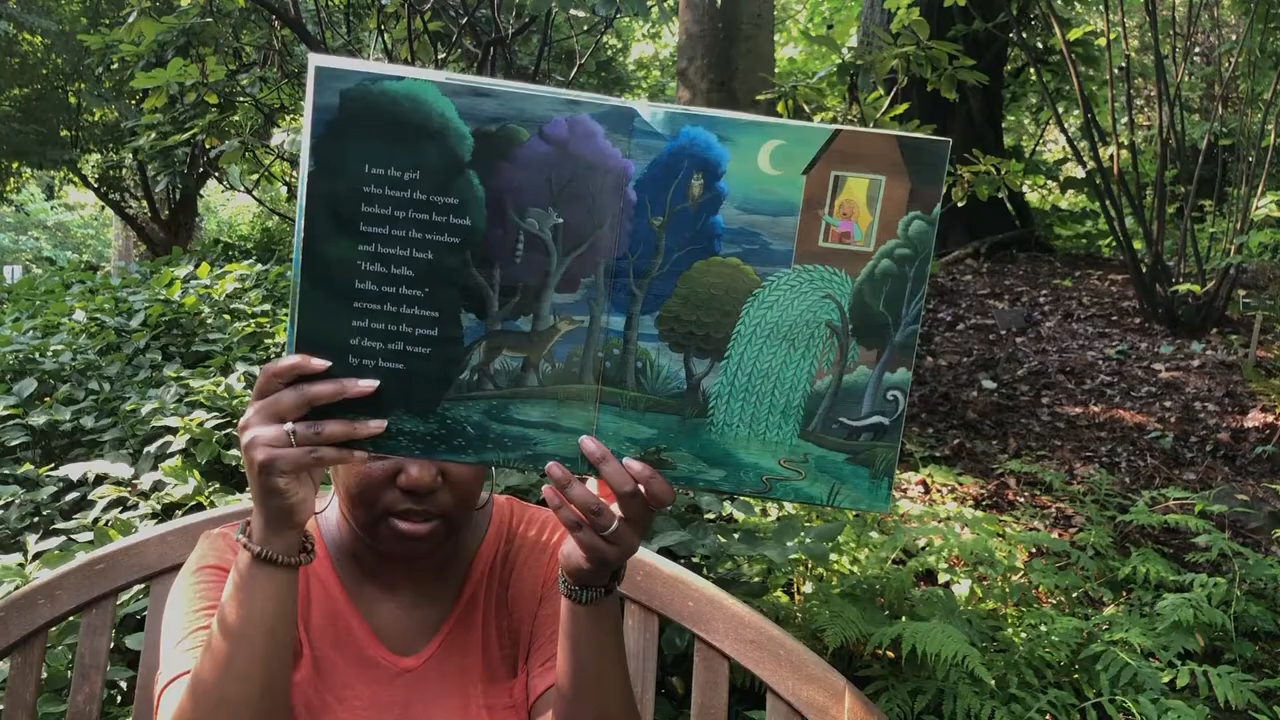 I am the girl
who heard the coyote
looked up from her book
leaned out the window
and howled back
"Hello, hello,
hello, out there,"
across the darkness
and out to the pond
of deep, still water
by my house.